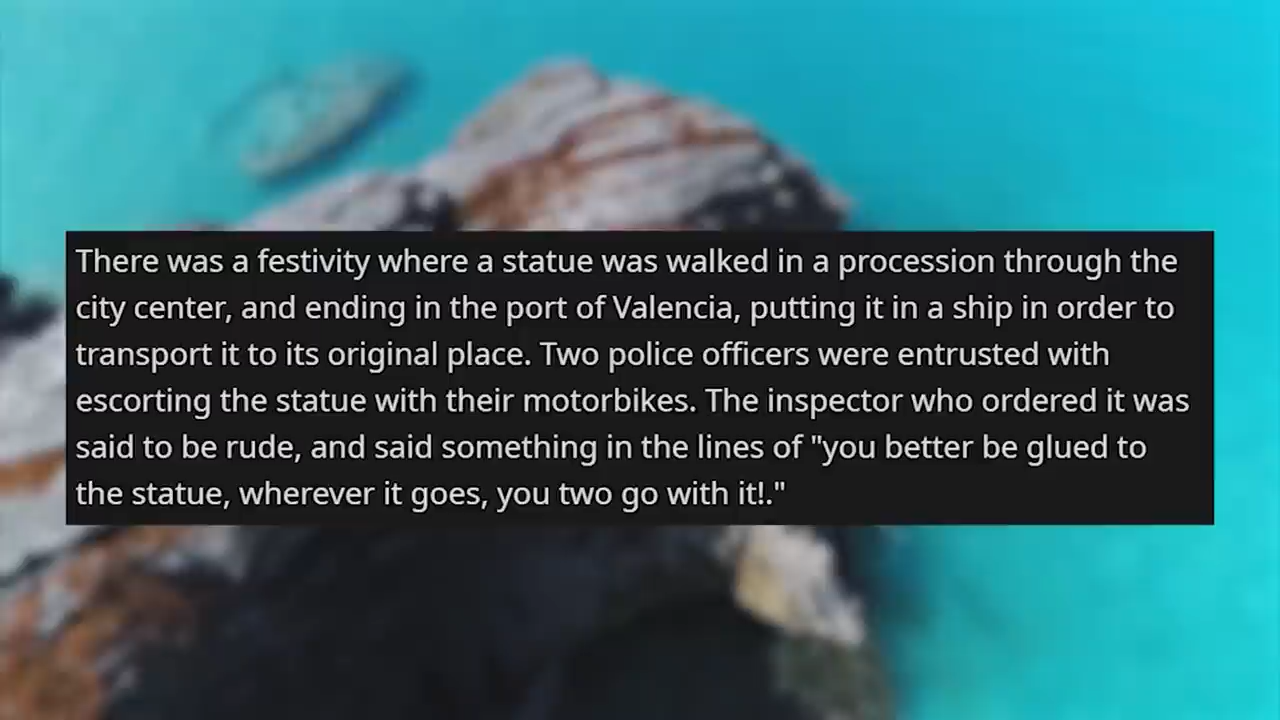 There was a festivity where a statue was walked in a procession through the
city center, and ending in the port of Valencia, putting it in a ship in order to
transport it to its original place. Two police officers were entrusted with
escorting the statue with their motorbikes. The inspector who ordered it was
said to be rude, and said something in the lines of "you better be glued to
the statue, wherever it goes, you two go with it!."